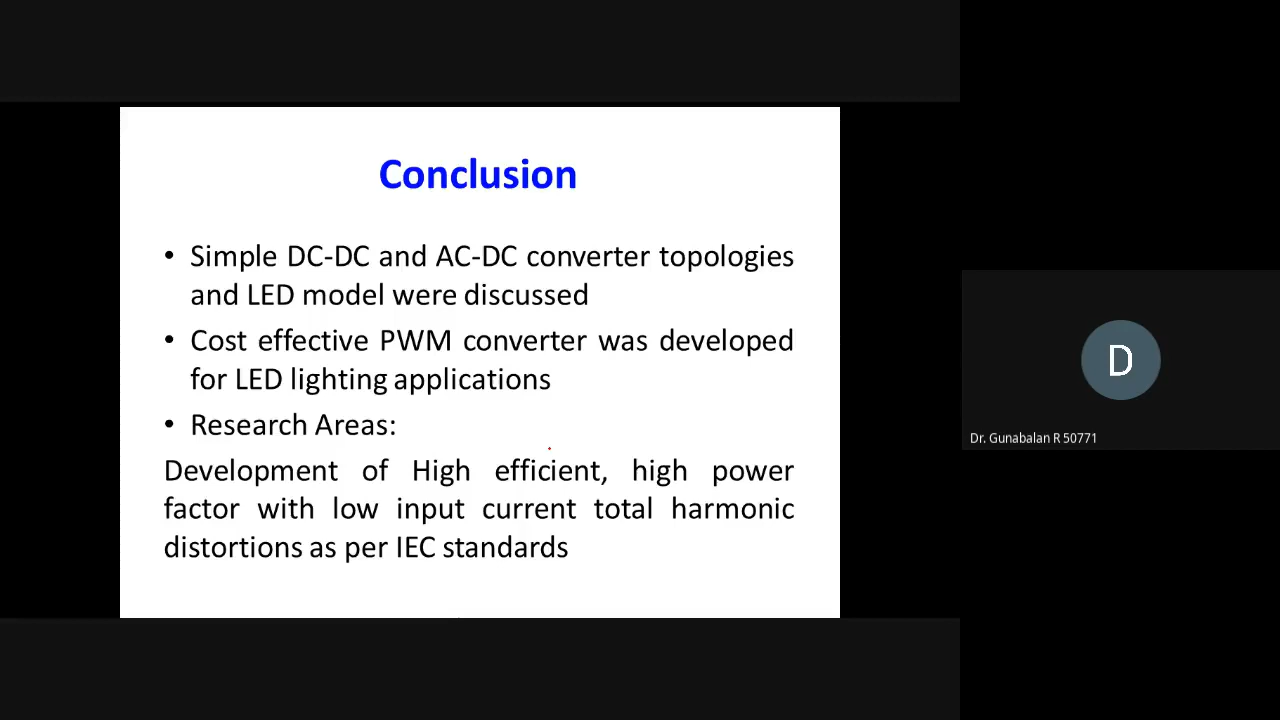 Conclusion
• Simple DC-DC and AC-DC converter topologies
and LED model were discussed
• Cost effective PWM converter was developed
for LED lighting applications
• Research Areas:
Development of High efficient, high power
factor with low input current total harmonic
distortions as per IEC standards
D
Dr. Gunabalan R 50771